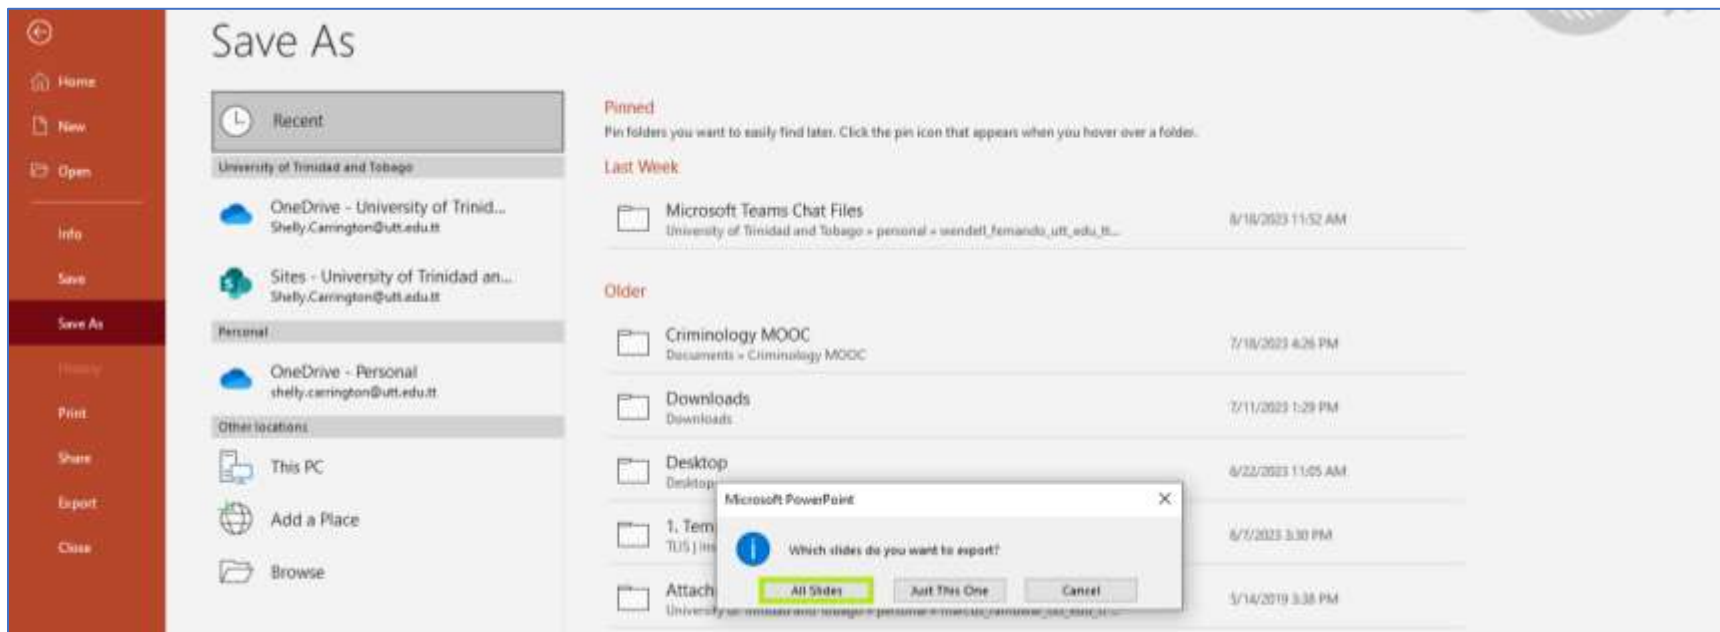 Save As
Home
New
Open
Info
Save
Save As
History
Print
Share
Export
Close
Recent
University of Trinidad and Tobago
OneDrive - University of Trinid...
Shelly.Carrington@utt.edu.tt
Sites - University of Trinidad an...
Shelly.Carrington@utt.edu.tt
Personal
OneDrive - Personal
shelly.carrington@utt.edu.tt
Other locations
This PC
Add a Place
Browse
Pinned
Pin folders you want to easily find later. Click the pin icon that appears when you hover over a folder.
Last Week
Microsoft Teams Chat Files
8/18/2023 11:52 AM
University of Trinidad and Tobago » personal » wendell_fernando_utt_edu_tt...
Older
Criminology MOOC
7/18/2023 4:26 PM
Documents » Criminology MOOC
Downloads
7/11/2023 1:29 PM
Downloads
Desktop
6/22/2023 11:05 AM
Desktop
1. Tem
6/7/2023 3:30 PM
Attach
5/14/2019 3:38 PM
University of Trinidad and Tobago » personal »
Microsoft PowerPoint
Which slides do you want to export?
All Slides
Just This One
Cancel